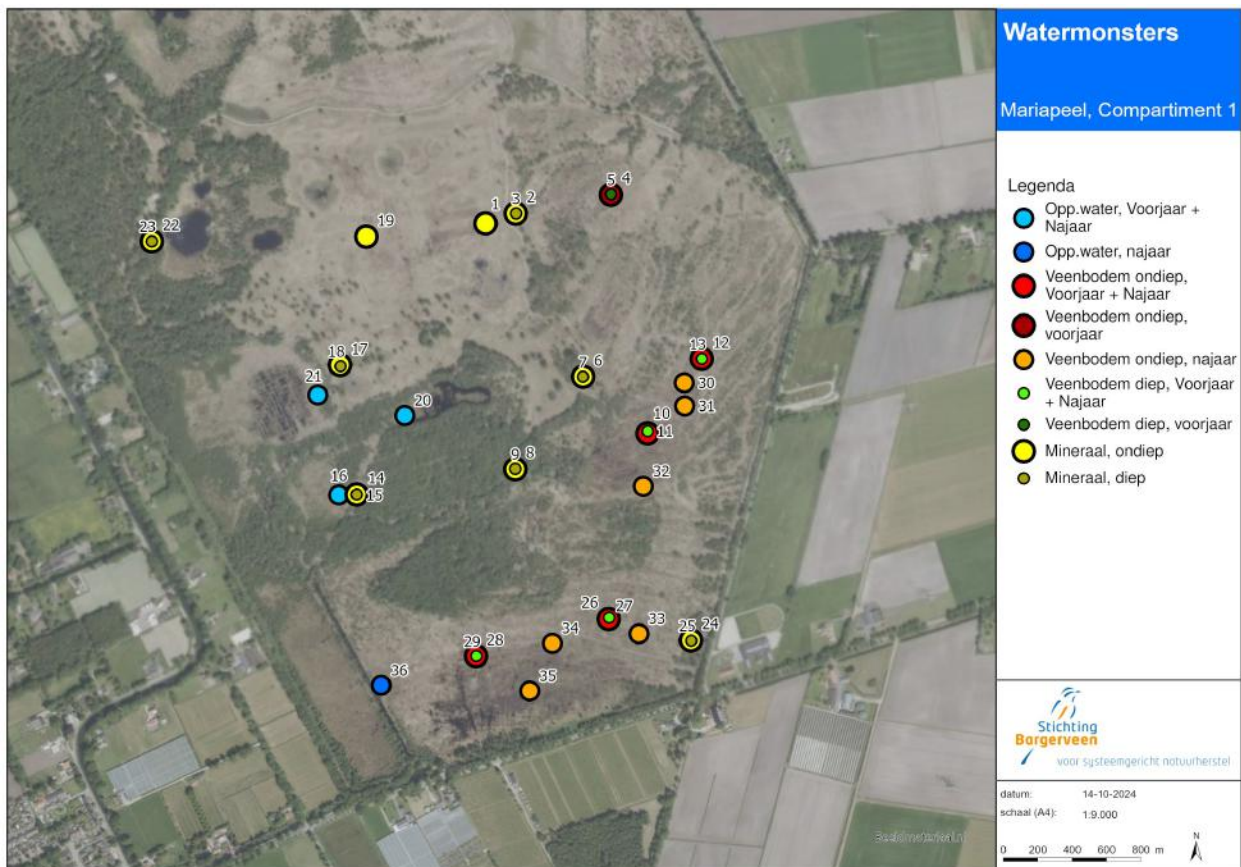 Watermonsters
Mariapeel, Compartiment 1
Legenda
Opp.water, Voorjaar +
Najaar
Opp.water, najaar
Veenbodem ondiep,
Voorjaar + Najaar
Veenbodem ondiep,
voorjaar
Veenbodem ondiep, najaar
Veenbodem diep, Voorjaar
+ Najaar
Veenbodem diep, voorjaar
Mineraal, ondiep
Mineraal, diep
5 4
3 2
1
19
23 22
18 17
21
20
7 6
13 12
30
31
10
11
9 8
32
16
14
15
26
27
33
25 24
34
29 28
35
36
Beeldmateriaal.nl
Stichting
Bargerveen
voor systeemgericht natuurherstel
datum: 14-10-2024
schaal (A4): 1:9.000
0 200 400 600 800 m
N